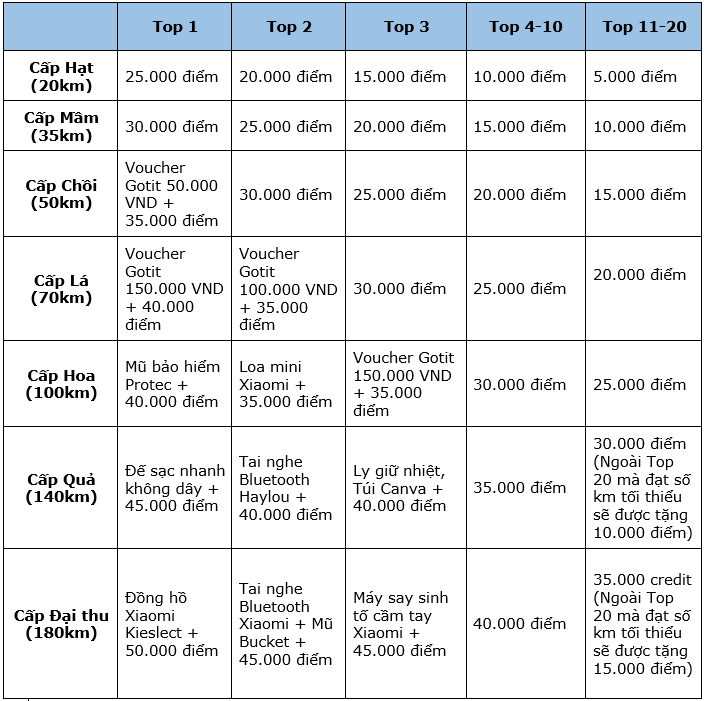 Top 1
Top 2
Top 3
Top 4-10
Top 11-20
Cấp Hạt
(20km)
25.000 điểm
20.000 điểm
15.000 điểm
10.000 điểm
5.000 điểm
Cấp Mầm
(35km)
30.000 điểm
25.000 điểm
20.000 điểm
15.000 điểm
10.000 điểm
Cấp Chồi
(50km)
Voucher
Gotit 50.000
VND +
35.000 điểm
30.000 điểm
25.000 điểm
20.000 điểm
15.000 điểm
Cấp Lá
(70km)
Voucher
Gotit
150.000 VND
+ 40.000
điểm
Voucher
Gotit
100.000 VND
+ 35.000
điểm
30.000 điểm
25.000 điểm
20.000 điểm
Cấp Hoa
(100km)
Mũ bảo hiểm
Protec +
40.000 điểm
Loa mini
Xiaomi +
35.000 điểm
Voucher Gotit
150.000 VND
+ 35.000
điểm
30.000 điểm
25.000 điểm
Cấp Quả
(140km)
Đế sạc nhanh
không dây +
45.000 điểm
Tai nghe
Bluetooth
Haylou +
40.000 điểm
Ly giữ nhiệt,
Túi Canva +
40.000 điểm
35.000 điểm
30.000 điểm
(Ngoài Top
20 mà đạt số
km tối thiểu
sẽ được tặng
10.000 điểm)
Cấp Đại thu
(180km)
Đồng hồ
Xiaomi
Kieslect +
50.000 điểm
Tai nghe
Bluetooth
Xiaomi + Mũ
Bucket +
45.000 điểm
Máy say sinh
tố cầm tay
Xiaomi +
45.000 điểm
40.000 điểm
35.000 credit
(Ngoài Top
20 mà đạt số
km tối thiểu
sẽ được tặng
15.000 điểm)